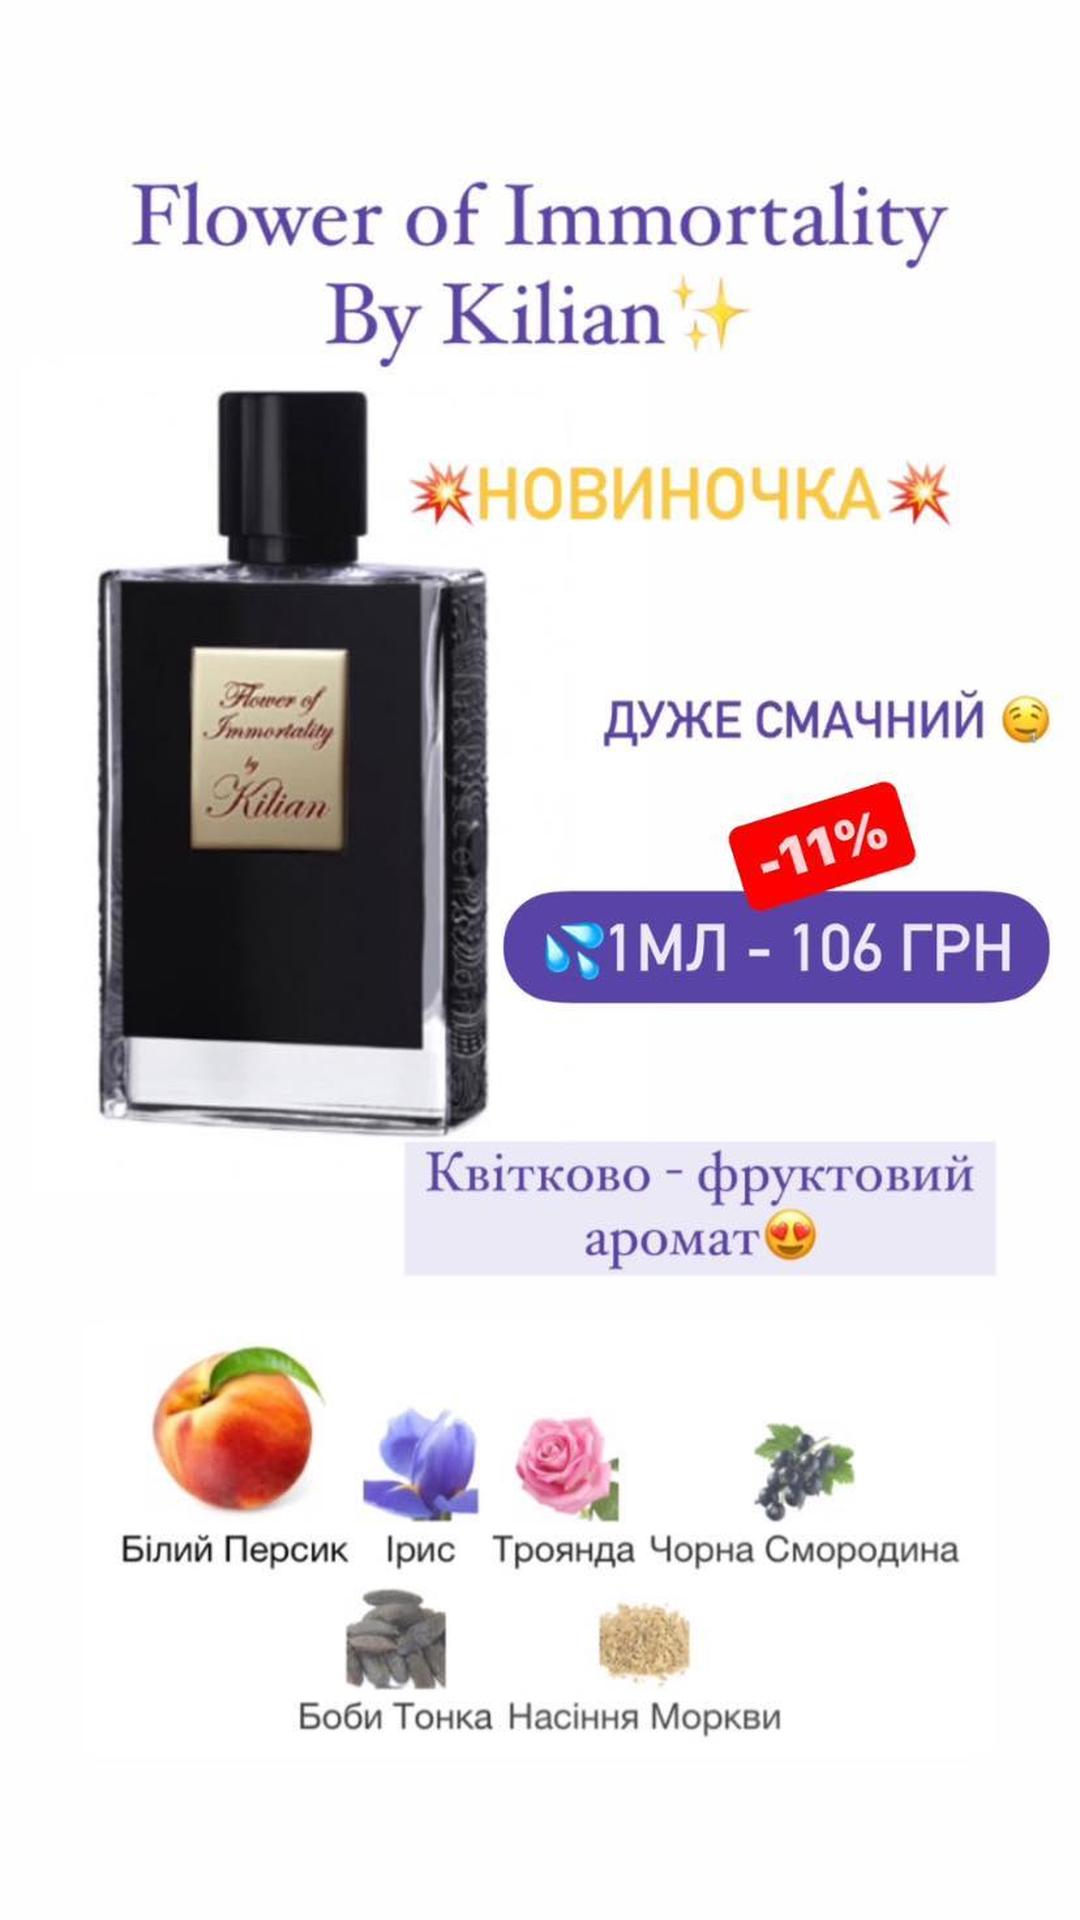 Flower of Immortality
By Kilian✨
💥НОВИНОЧКА💥
Flower of
Immortality
by
Kilian
ДУЖЕ СМАЧНИЙ 🤤
-11%
💦1МЛ - 106 ГРН
Квітково - фруктовий
аромат😍
Білий Персик Ірис Троянда Чорна Смородина
Боби Тонка Насіння Моркви